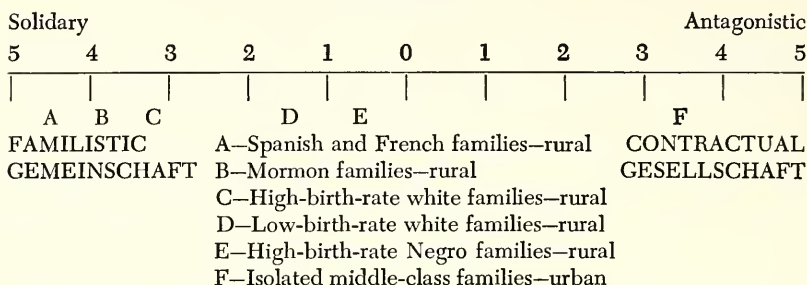 Solidary Antagonistic
5 4 3 2 1 0 1 2 3 4 5
A B C D E F
FAMILISTIC A—Spanish and French families—rural CONTRACTUAL
GEMEINSCHAFT B—Mormon families—rural GESELLSCHAFT
C—High-birth-rate white families—rural
D—Low-birth-rate white families—rural
E—High-birth-rate Negro families—rural
F—Isolated middle-class families—urban